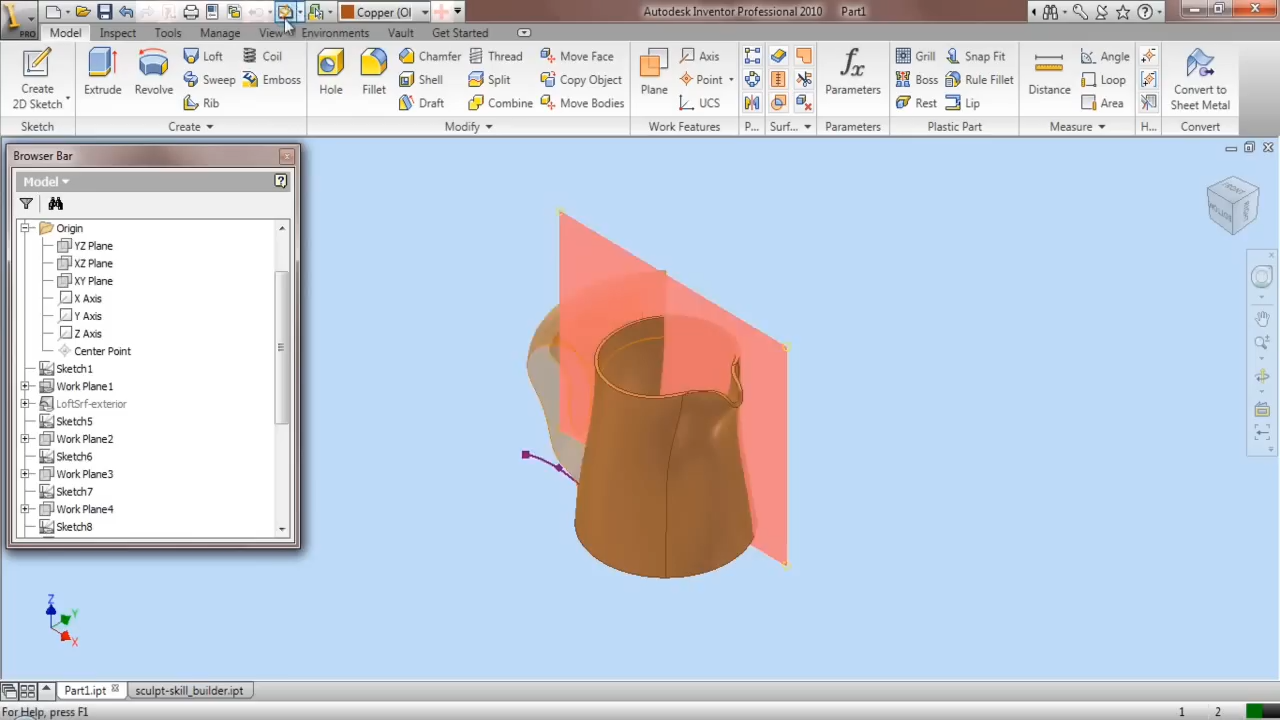 Copper (Ol
Autodesk Inventor Professional 2010 Part1
PRO
Model Inspect Tools Manage View Environments Vault Get Started
Create 2D Sketch Extrude Revolve Loft Sweep Rib Coil Emboss
Hole Fillet Chamfer Shell Draft Thread Split Combine Move Face Copy Object Move Bodies
Plane Axis Point UCS
fx Parameters
Grill Boss Rest Snap Fit Rule Fillet Lip
Distance Angle Loop Area
Convert to Sheet Metal
Sketch Create Modify Work Features P... Surf... Parameters Plastic Part Measure H... Convert
Browser Bar
Model
Origin
YZ Plane
XZ Plane
XY Plane
X Axis
Y Axis
Z Axis
Center Point
Sketch1
Work Plane1
LoftSrf-exterior
Sketch5
Work Plane2
Sketch6
Work Plane3
Sketch7
Work Plane4
Sketch8
FRONT
Z
Y
X
Part1.ipt sculpt-skill_builder.ipt
For Help, press F1 1 2